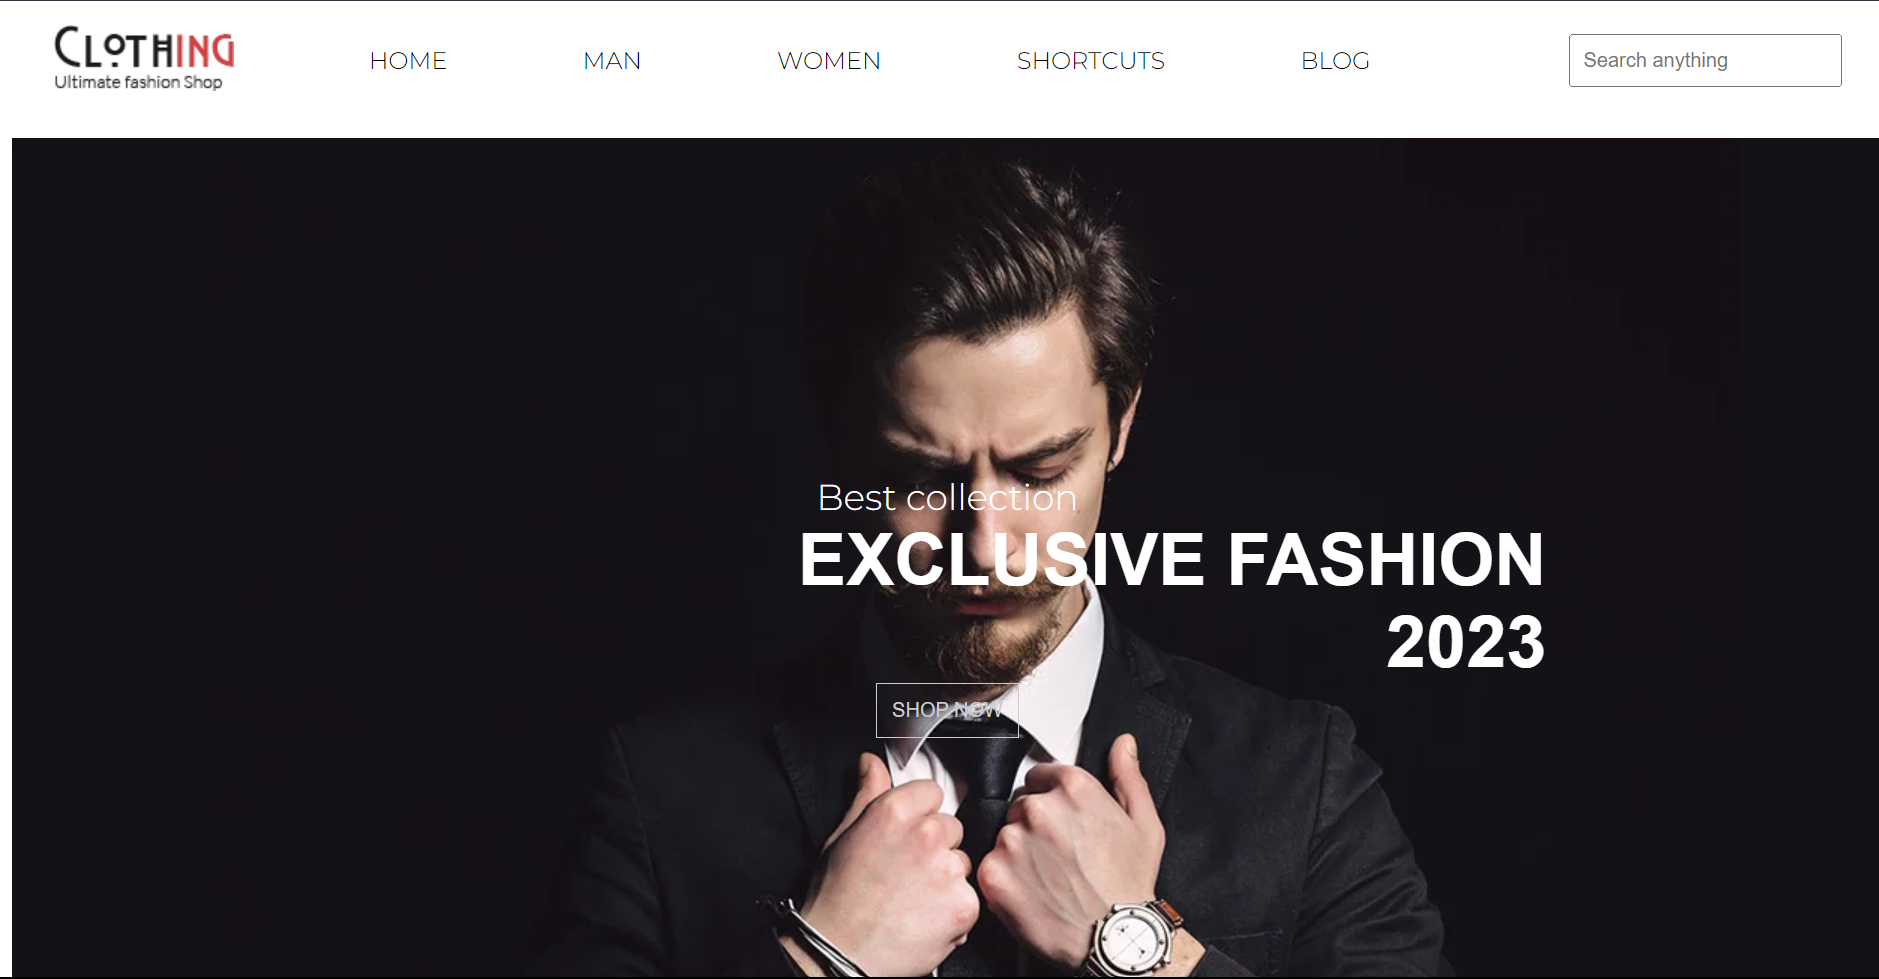 CLOTHING
Ultimate fashion Shop
HOME
MAN
WOMEN
SHORTCUTS
BLOG
Search anything
Best collection
EXCLUSIVE FASHION
2023
SHOP NOW